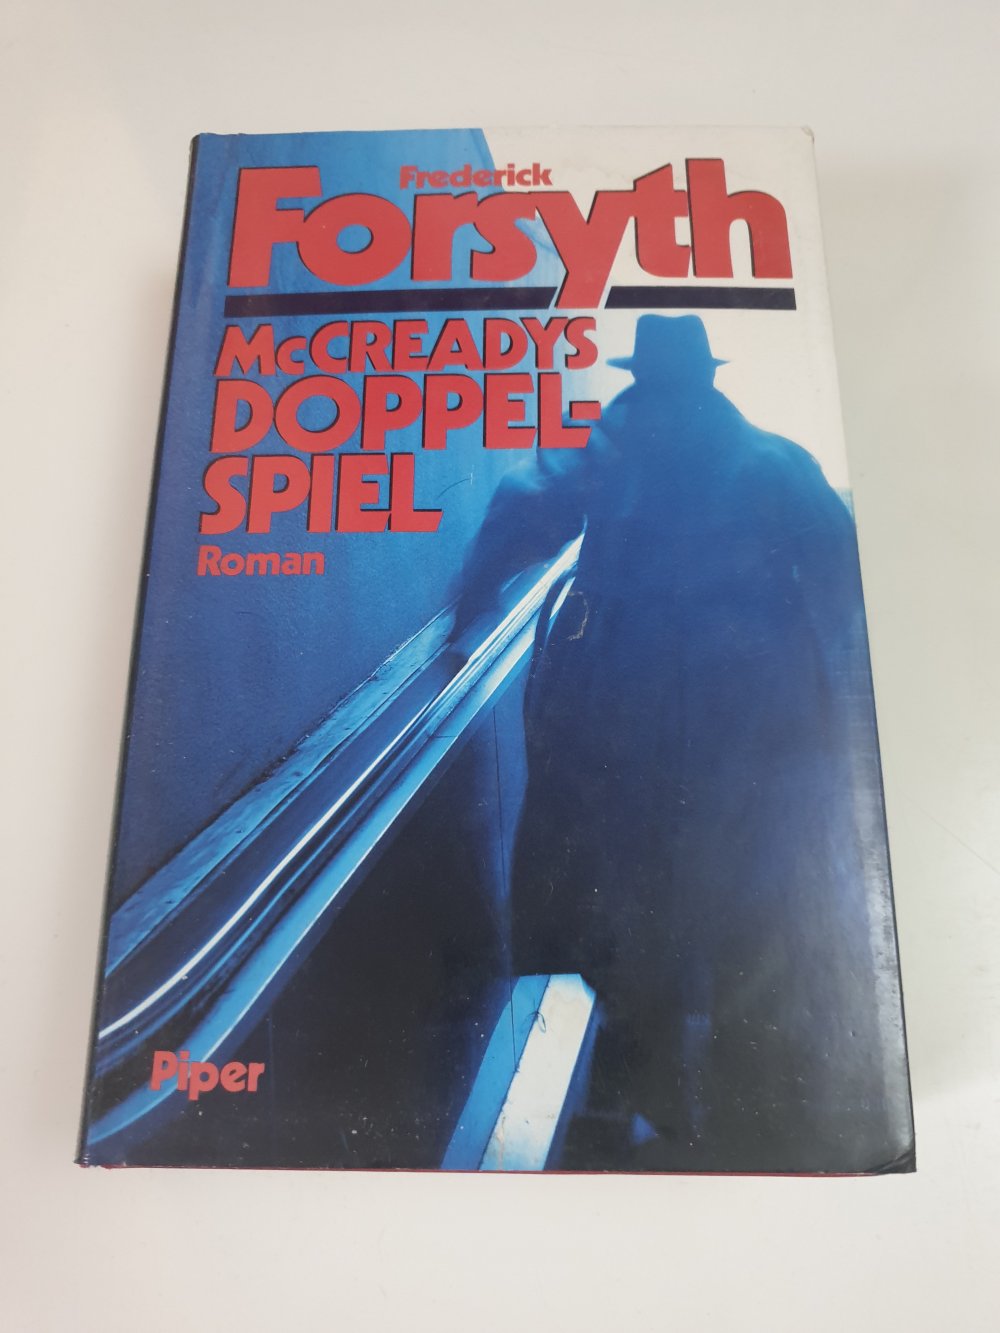 Frederick
Forsyth
McCREADYS
DOPPEL-
SPIEL
Roman
Piper